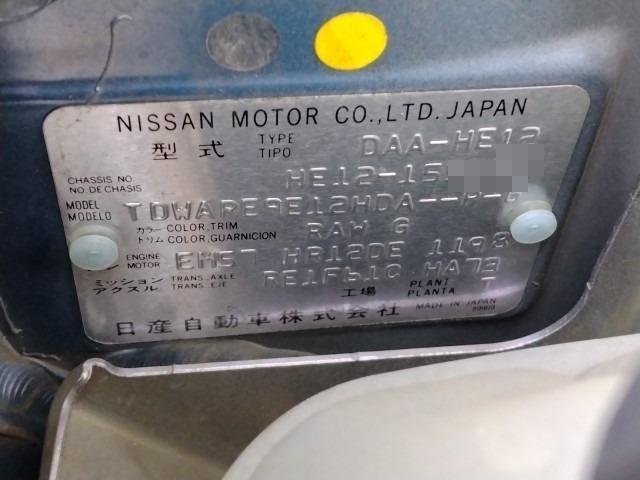 NISSAN MOTOR CO.,LTD. JAPAN
型式 TYPE TIPO DAA-HE12
CHASSIS NO. NO.DE CHASIS HE12-15
MODEL MODELO TDWARE9E12HDA--R-
カラー COLOR,TRIM トリム COLOR,GUARNICION RAW G
ENGINE MOTOR EM57 HR12DE 1198
ミッション アクスル TRANS. AXLE TRANS. EJE RE1F61C HA73
工場 PLANT PLANTA T
日産自動車株式会社 MADE IN JAPAN